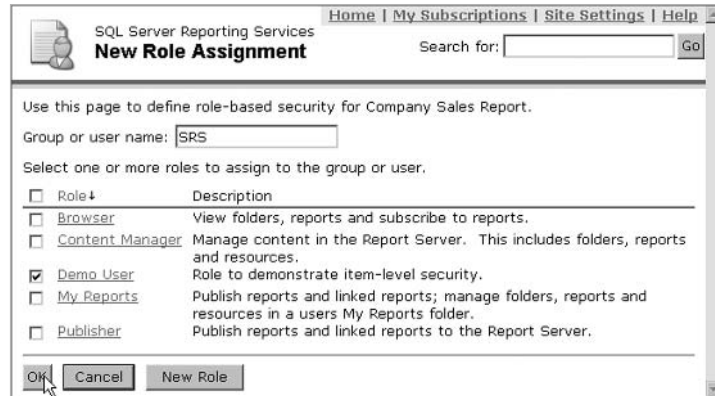 Home | My Subscriptions | Site Settings | Help
SQL Server Reporting Services
New Role Assignment
Search for:
Go
Use this page to define role-based security for Company Sales Report.
Group or user name: SRS
Select one or more roles to assign to the group or user.
Role↓ Description
Browser View folders, reports and subscribe to reports.
Content Manager Manage content in the Report Server. This includes folders, reports
and resources.
Demo User Role to demonstrate item-level security.
My Reports Publish reports and linked reports; manage folders, reports and
resources in a users My Reports folder.
Publisher Publish reports and linked reports to the Report Server.
OK Cancel New Role